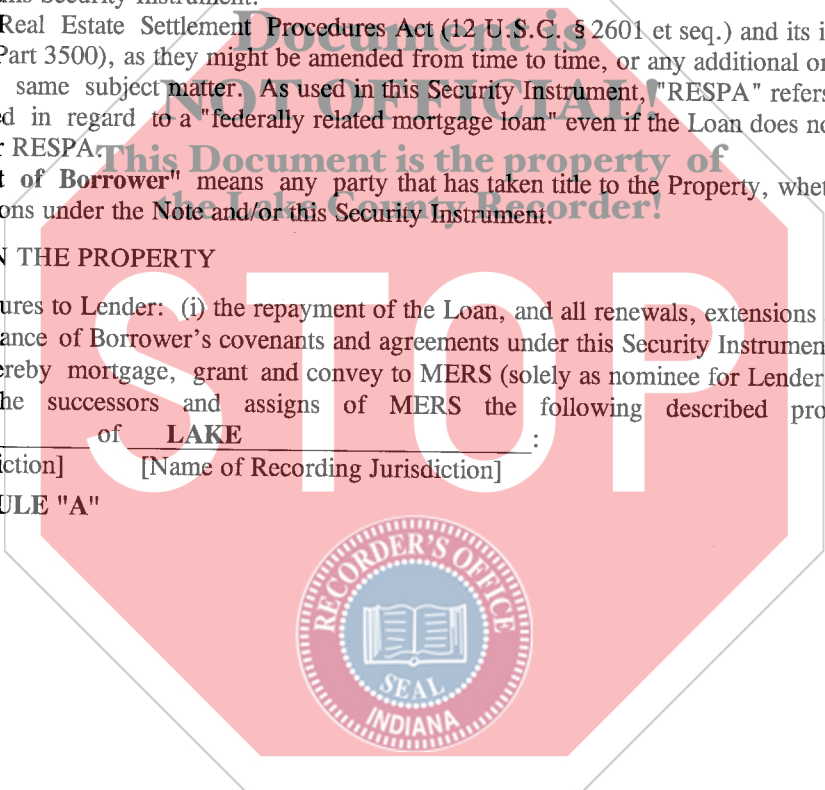 his Security Instrument.
Real Estate Settlement Procedures Act (12 U.S.C. § 2601 et seq.) and its i
Part 3500), as they might be amended from time to time, or any additional or
same subject matter. As used in this Security Instrument, "RESPA" refers
d in regard to a "federally related mortgage loan" even if the Loan does no
r RESPA.
t of Borrower" means any party that has taken title to the Property, whet
ons under the Note and/or this Security Instrument.
Document is
NOT OFFICIAL!
This Document is the property of
the Lake County Recorder!
N THE PROPERTY
ures to Lender: (i) the repayment of the Loan, and all renewals, extensions
ance of Borrower's covenants and agreements under this Security Instrumen
ereby mortgage, grant and convey to MERS (solely as nominee for Lender
he successors and assigns of MERS the following described pro
of LAKE :
iction] [Name of Recording Jurisdiction]
ULE "A"
STOP
RECORDER'S OFFICE
SEAL
INDIANA